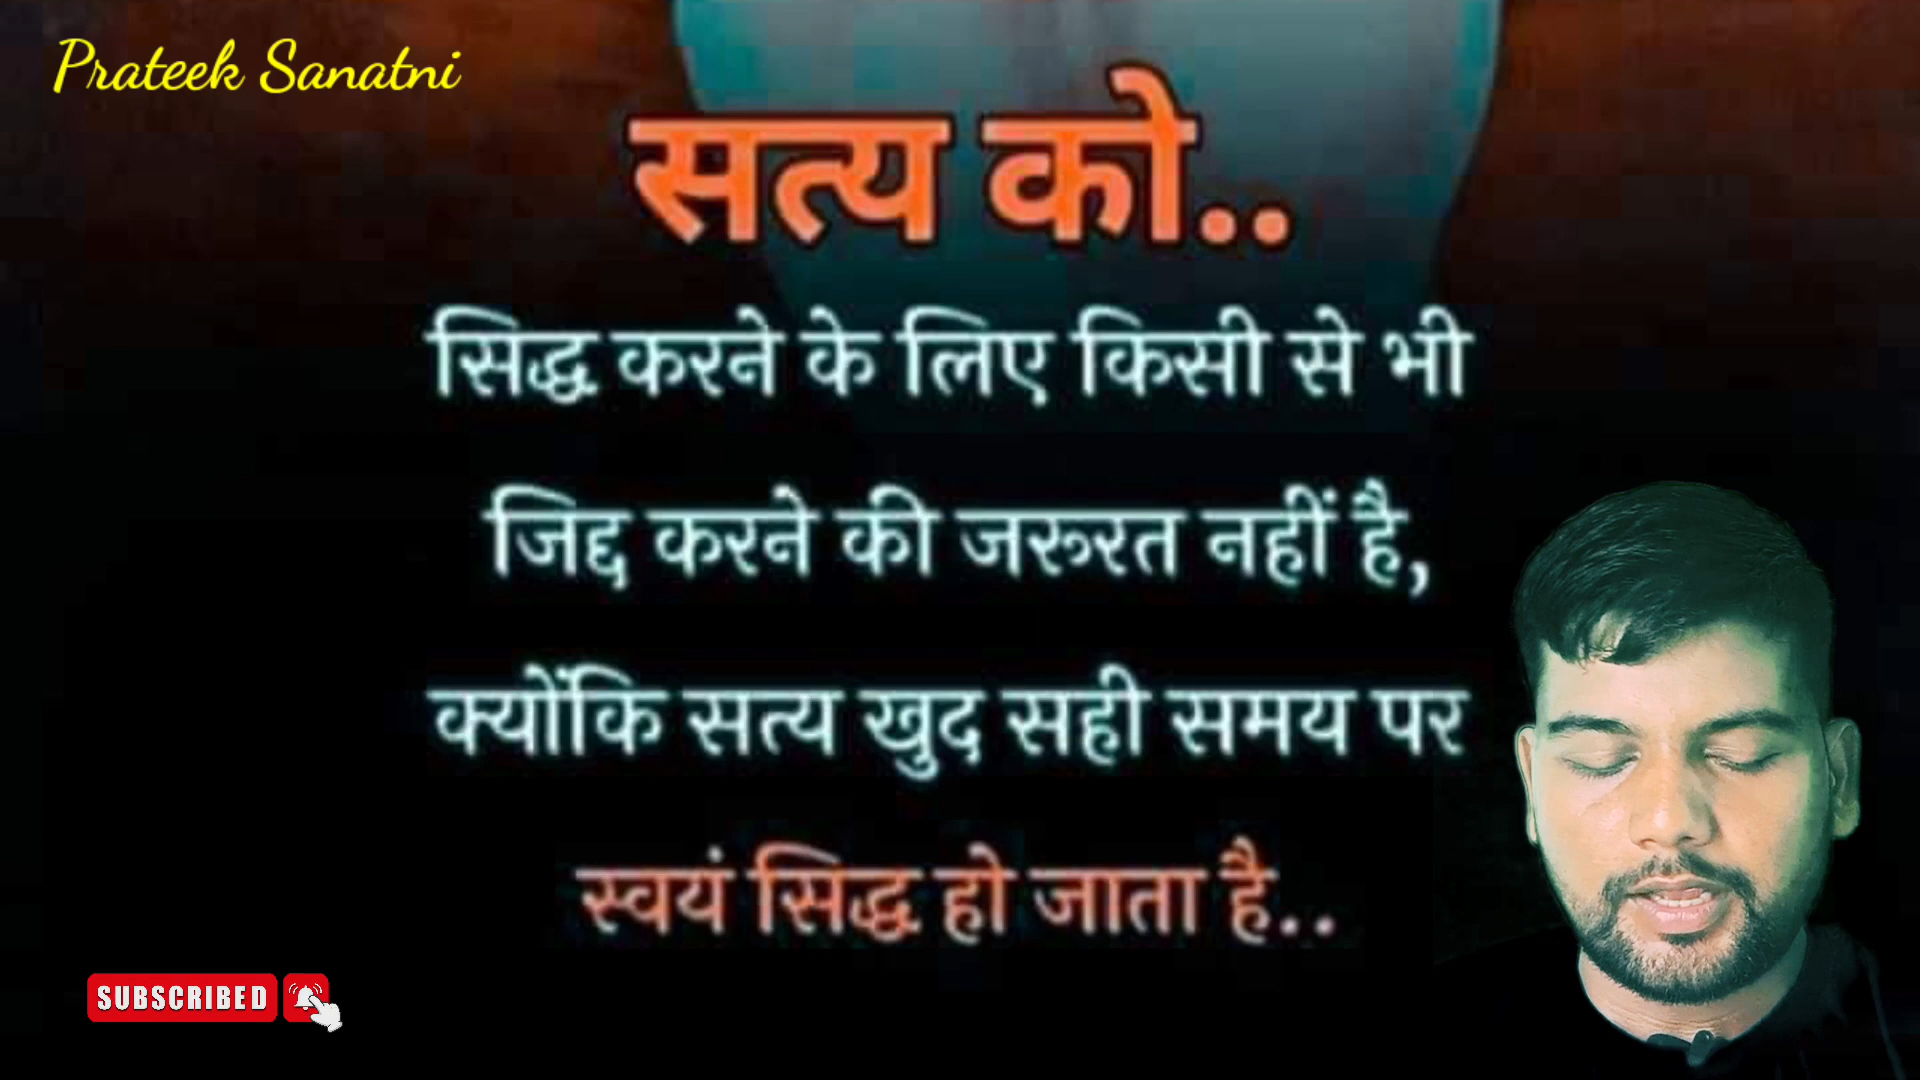 Prateek Sanatni
सत्य को..
सिद्ध करने के लिए किसी से भी
जिद्द करने की जरूरत नहीं है,
क्योंकि सत्य खुद सही समय पर
स्वयं सिद्ध हो जाता है..
SUBSCRIBED